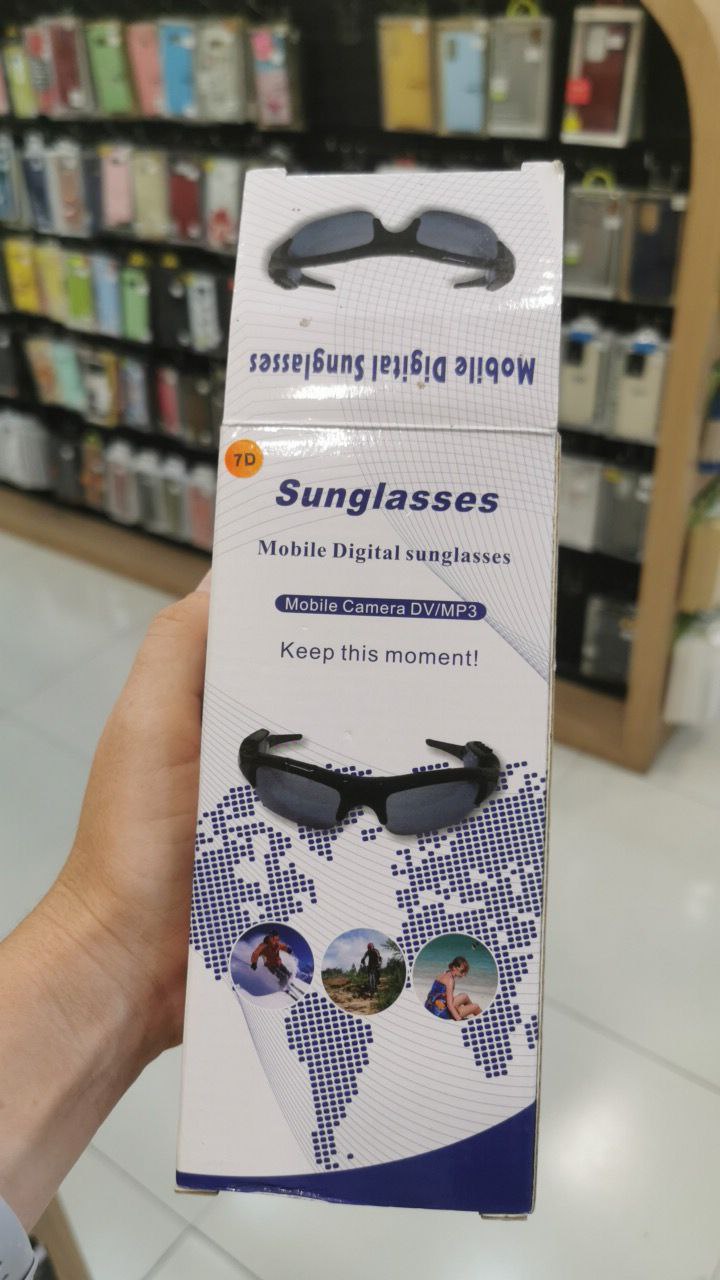 Mobile Digital Sunglasses
7D
Sunglasses
Mobile Digital sunglasses
Mobile Camera DV/MP3
Keep this moment!